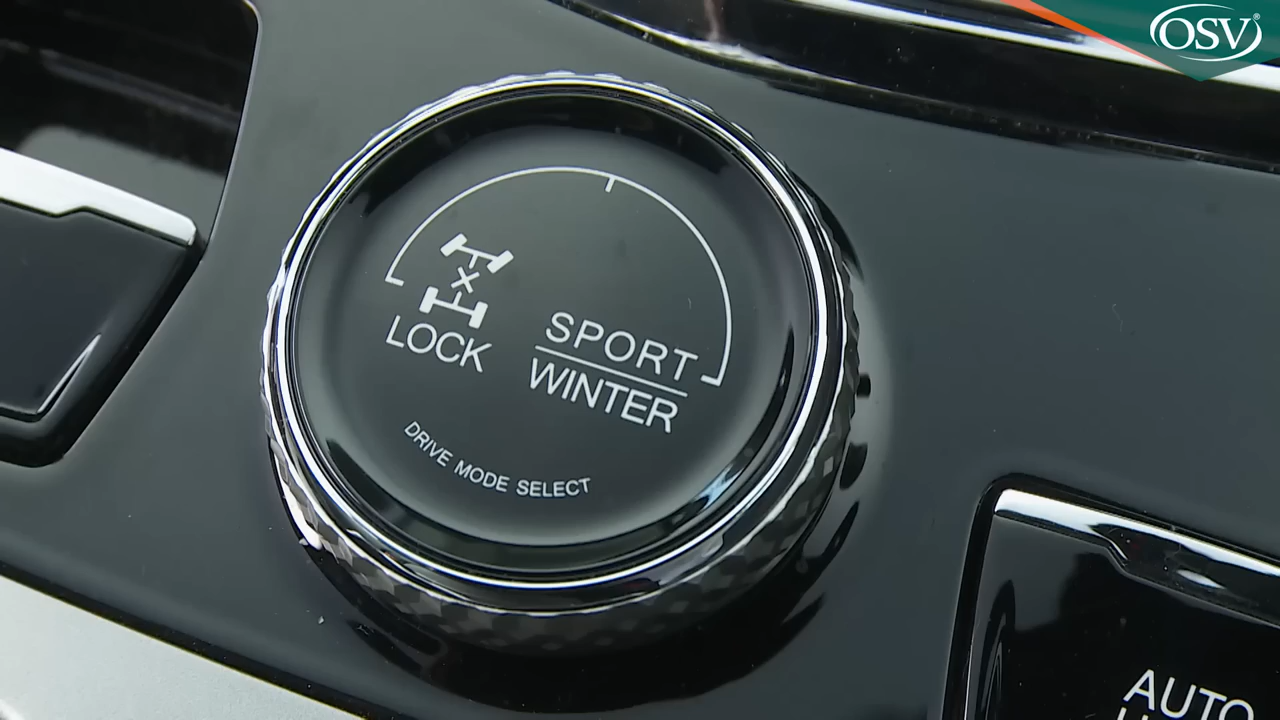 OSV®
LOCK
SPORT
WINTER
DRIVE MODE SELECT
AUTO